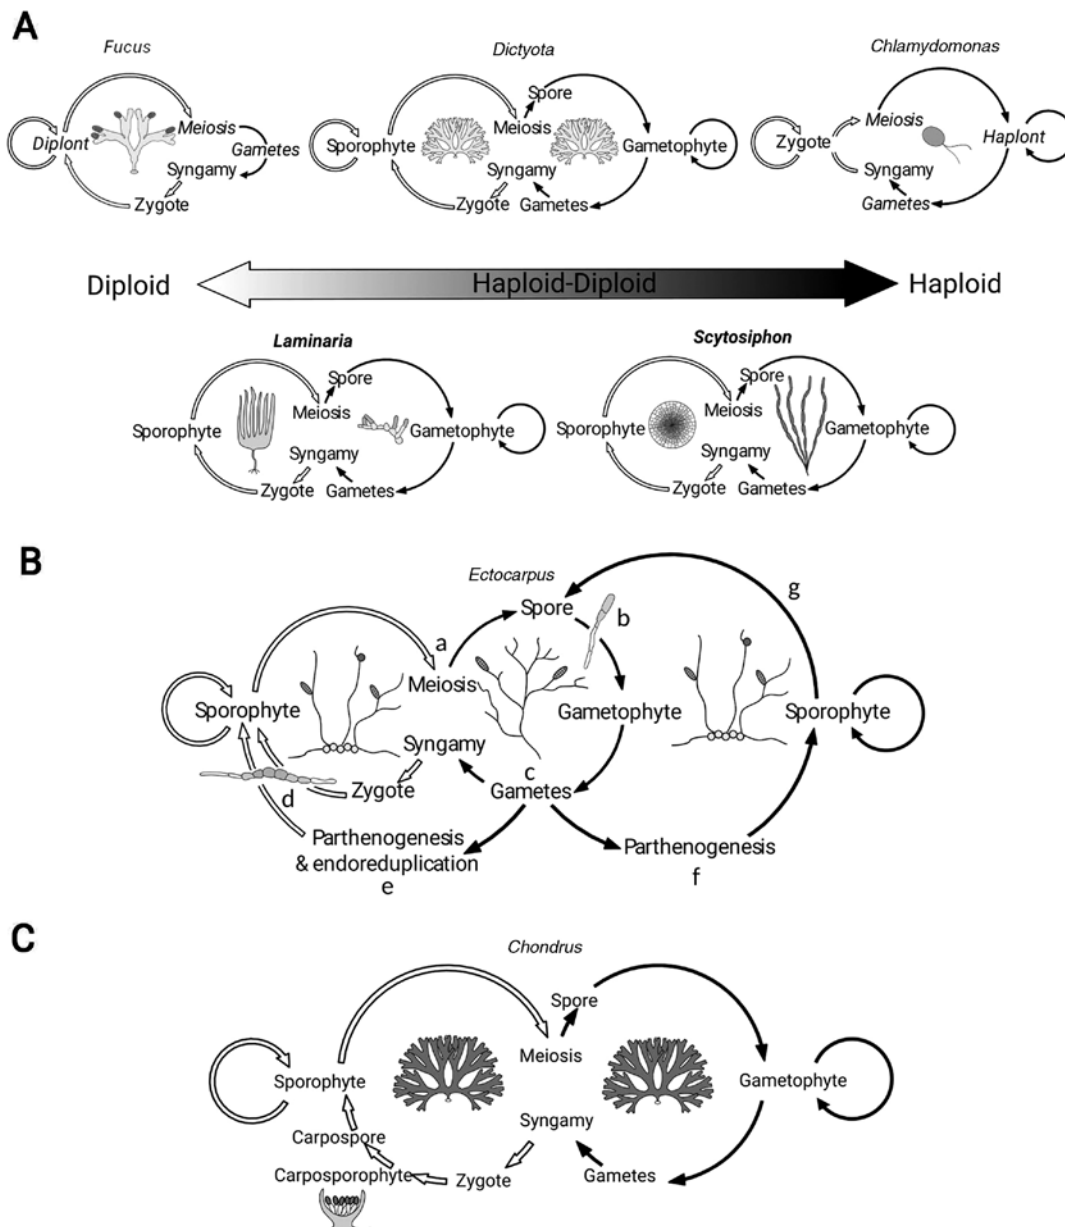 A
Fucus
Diplont
Meiosis
Gametes
Syngamy
Zygote
Dictyota
Spore
Meiosis
Sporophyte
Gametophyte
Syngamy
Zygote
Gametes
Chlamydomonas
Meiosis
Zygote
Haplont
Syngamy
Gametes
Diploid
Haploid-Diploid
Haploid
Laminaria
Spore
Meiosis
Sporophyte
Gametophyte
Syngamy
Zygote
Gametes
Scytosiphon
Spore
Meiosis
Sporophyte
Gametophyte
Syngamy
Zygote
Gametes
B
Ectocarpus
g
Spore
b
a
Meiosis
Sporophyte
Gametophyte
Sporophyte
Syngamy
c
Zygote
Gametes
d
Parthenogenesis
& endoreduplication
e
Parthenogenesis
f
C
Chondrus
Spore
Meiosis
Sporophyte
Gametophyte
Syngamy
Carpospore
Carposporophyte
Zygote
Gametes